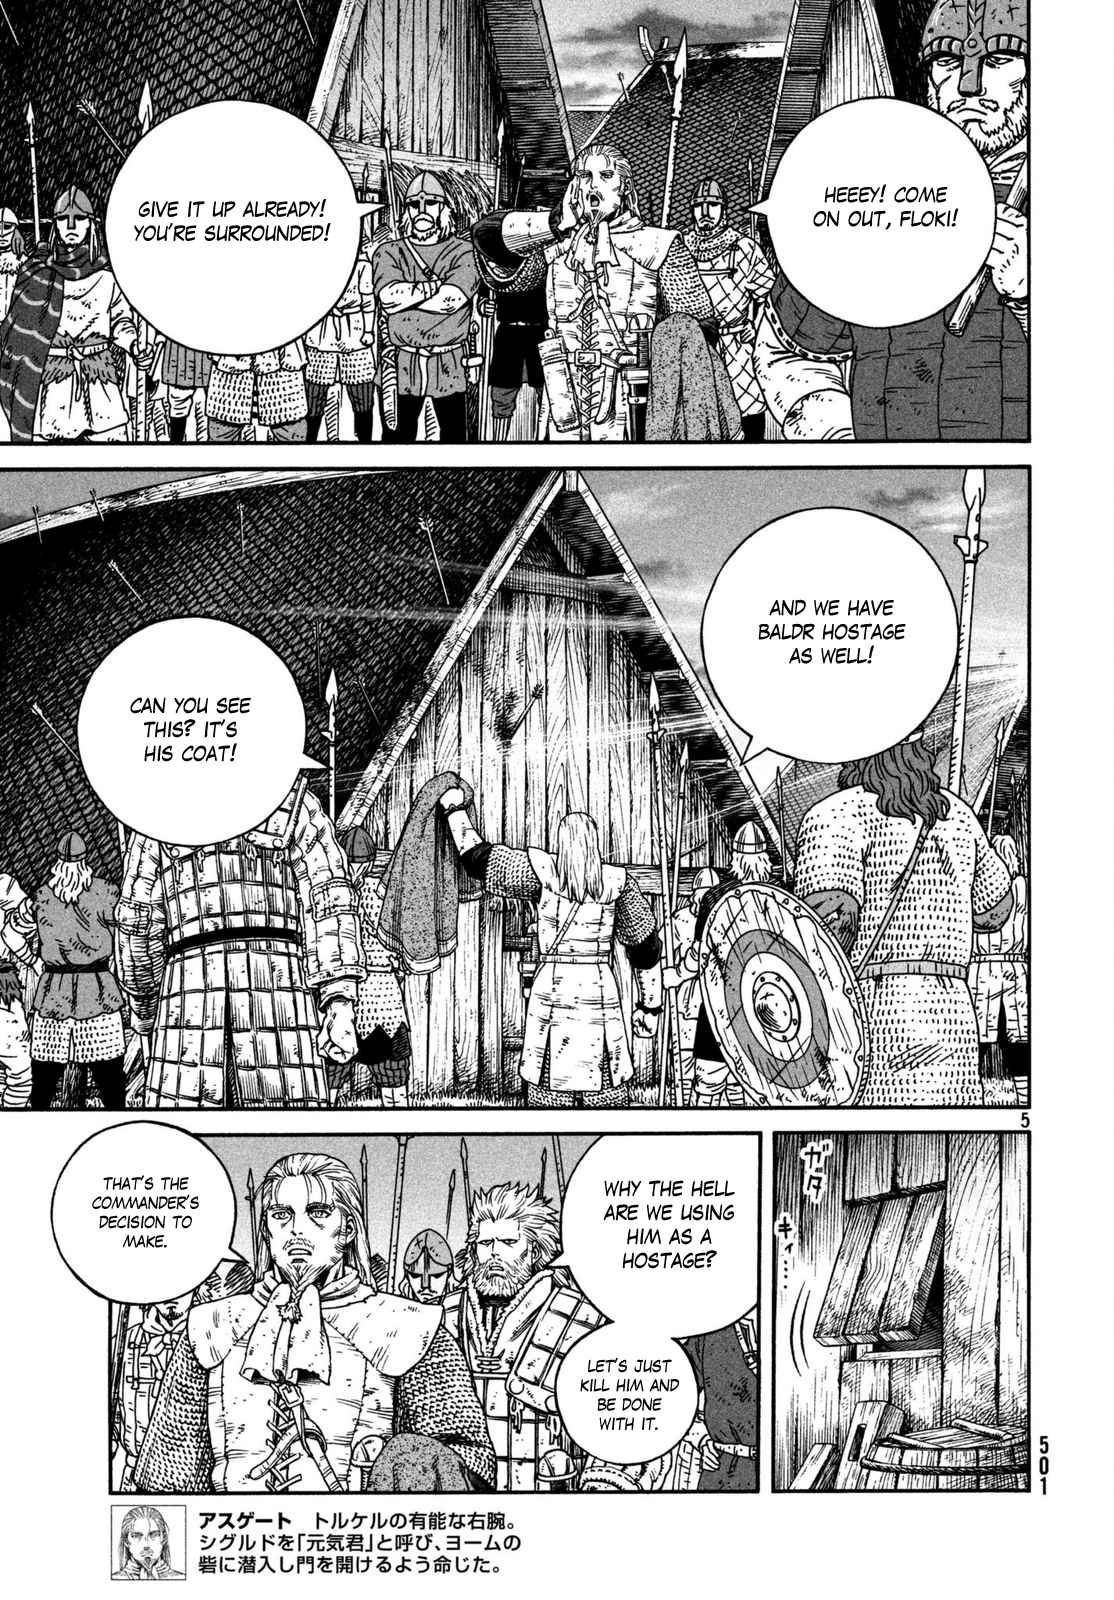 HEEEY! COME
ON OUT, FLOKI!
GIVE IT UP ALREADY!
YOU'RE SURROUNDED!
AND WE HAVE
BALDR HOSTAGE
AS WELL!
CAN YOU SEE
THIS? IT'S
HIS COAT!
5
ガタ
キィ…
WHY THE HELL
ARE WE USING
HIM AS A
HOSTAGE?
LET'S JUST
KILL HIM AND
BE DONE
WITH IT.
THAT'S THE
COMMANDER'S
DECISION TO
MAKE.
501
アスゲート トルケルの有能な右腕。
シグルドを「元気君」と呼び、ヨームの
砦に潜入し門を開けるよう命じた。